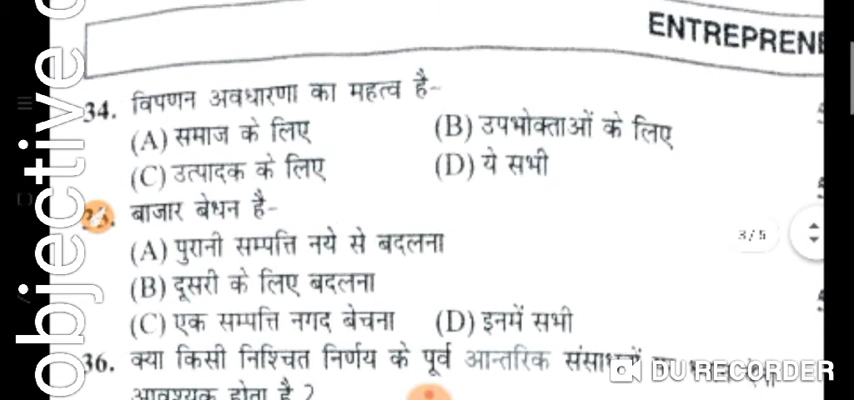 objective
ENTREPRENE
34. विपणन अवधारणा का महत्व है-
(A) समाज के लिए (B) उपभोक्ताओं के लिए
(C) उत्पादक के लिए (D) ये सभी
बाजार बेधन है-
(A) पुरानी सम्पत्ति नये से बदलना
3/5
(B) दूसरी के लिए बदलना
(C) एक सम्पत्ति नगद बेचना (D) इनमें सभी
36. क्या किसी निश्चित निर्णय के पूर्व आन्तरिक
DU RECORDER
आवश्यक होता है ?